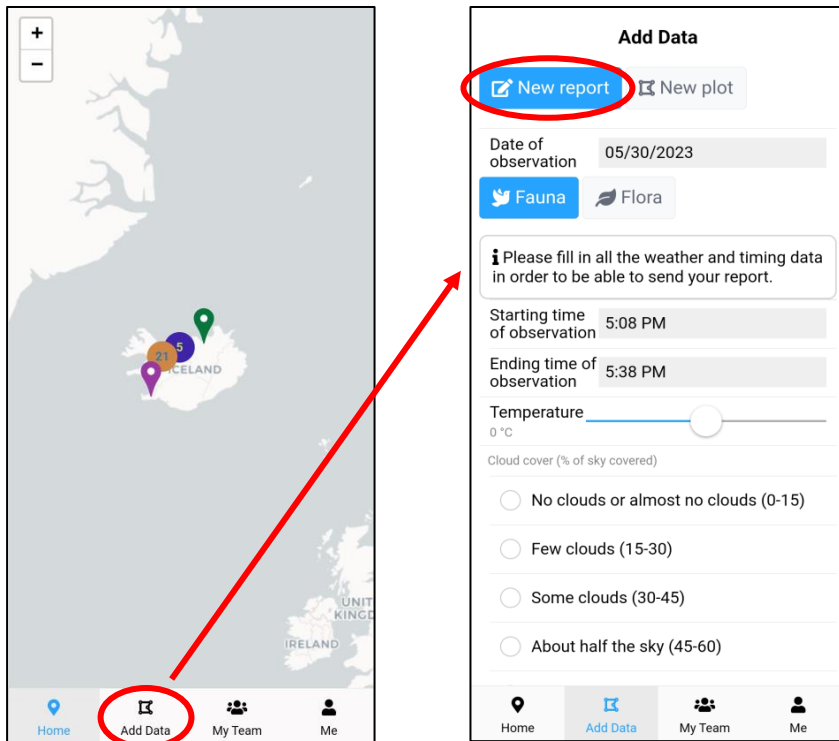 +
−
5
21
ICELAND
UNIT
KINGD
IRELAND
Home
Add Data
My Team
Me
Add Data
New report
New plot
Date of
observation
05/30/2023
Fauna
Flora
i Please fill in all the weather and timing data
in order to be able to send your report.
Starting time
of observation
5:08 PM
Ending time of
observation
5:38 PM
Temperature
0 °C
Cloud cover (% of sky covered)
No clouds or almost no clouds (0-15)
Few clouds (15-30)
Some clouds (30-45)
About half the sky (45-60)
Home
Add Data
My Team
Me